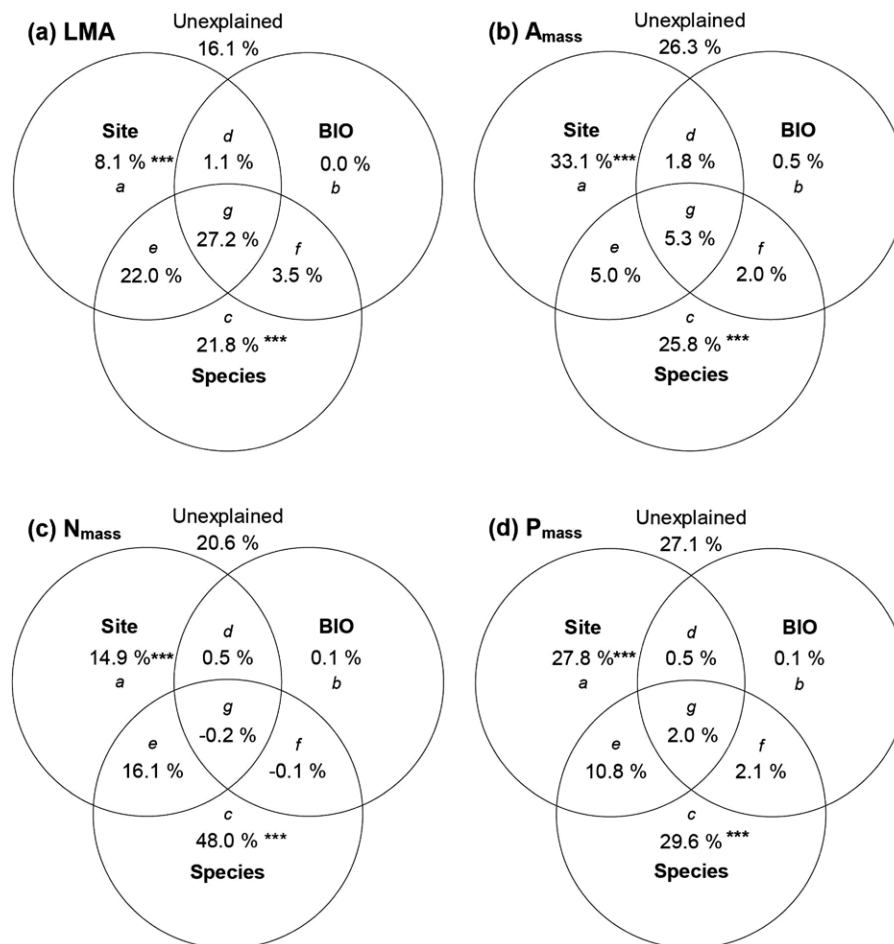 (a) LMA
Unexplained
16.1 %
Site
8.1 % ***
a
d
1.1 %
BIO
0.0 %
b
g
27.2 %
e
22.0 %
f
3.5 %
c
21.8 % ***
Species
(b) Amass
Unexplained
26.3 %
Site
33.1 %***
a
d
1.8 %
BIO
0.5 %
b
g
5.3 %
e
5.0 %
f
2.0 %
c
25.8 % ***
Species
(c) Nmass
Unexplained
20.6 %
Site
14.9 %***
a
d
0.5 %
BIO
0.1 %
b
g
-0.2 %
e
16.1 %
f
-0.1 %
c
48.0 % ***
Species
(d) Pmass
Unexplained
27.1 %
Site
27.8 %***
a
d
0.5 %
BIO
0.1 %
b
g
2.0 %
e
10.8 %
f
2.1 %
c
29.6 % ***
Species